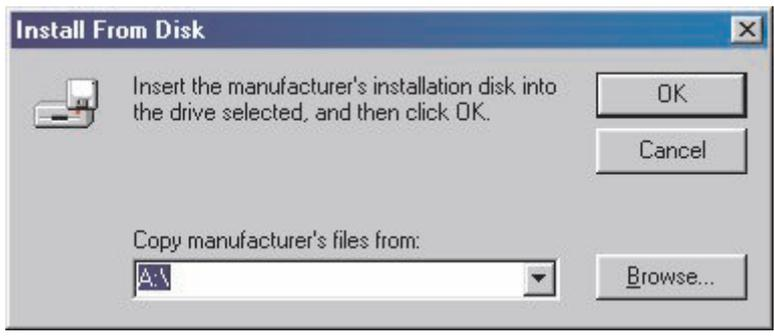 Install From Disk
Insert the manufacturer's installation disk into
the drive selected, and then click OK.
OK
Cancel
Copy manufacturer's files from:
A:\
Browse...